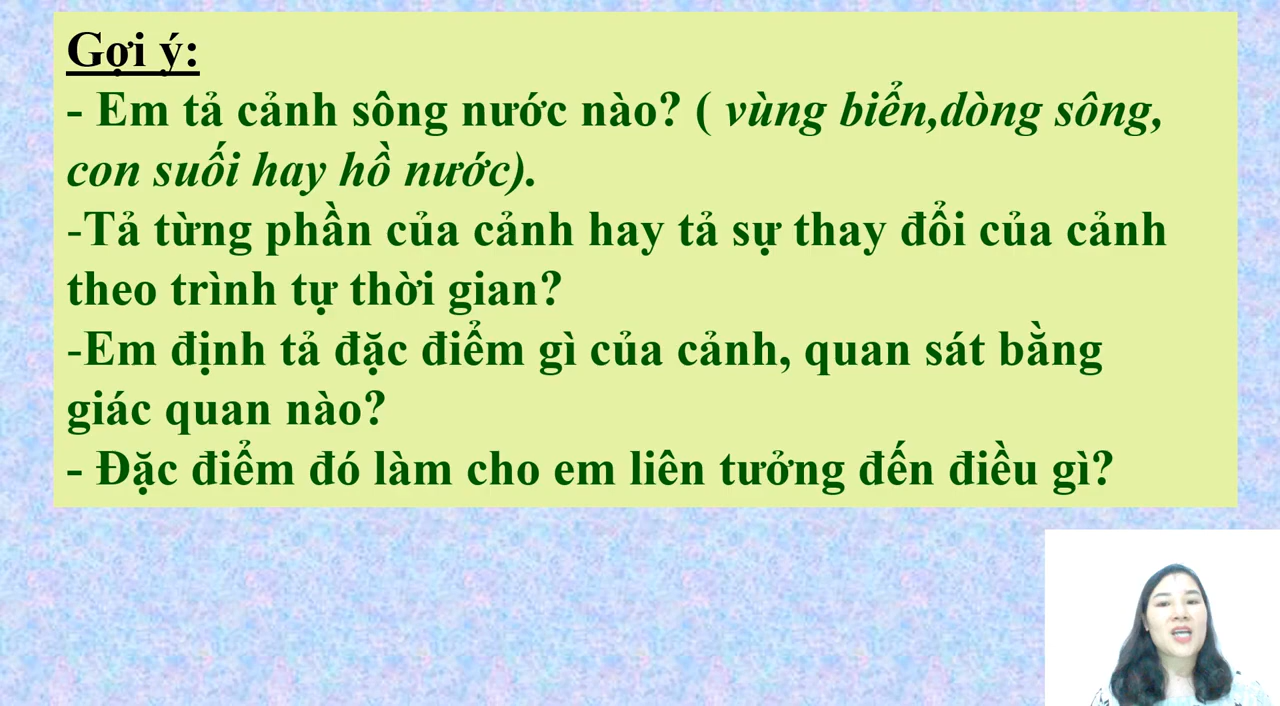 Gợi ý:
- Em tả cảnh sông nước nào? ( vùng biển,dòng sông,
con suối hay hồ nước).
-Tả từng phần của cảnh hay tả sự thay đổi của cảnh
theo trình tự thời gian?
-Em định tả đặc điểm gì của cảnh, quan sát bằng
giác quan nào?
- Đặc điểm đó làm cho em liên tưởng đến điều gì?